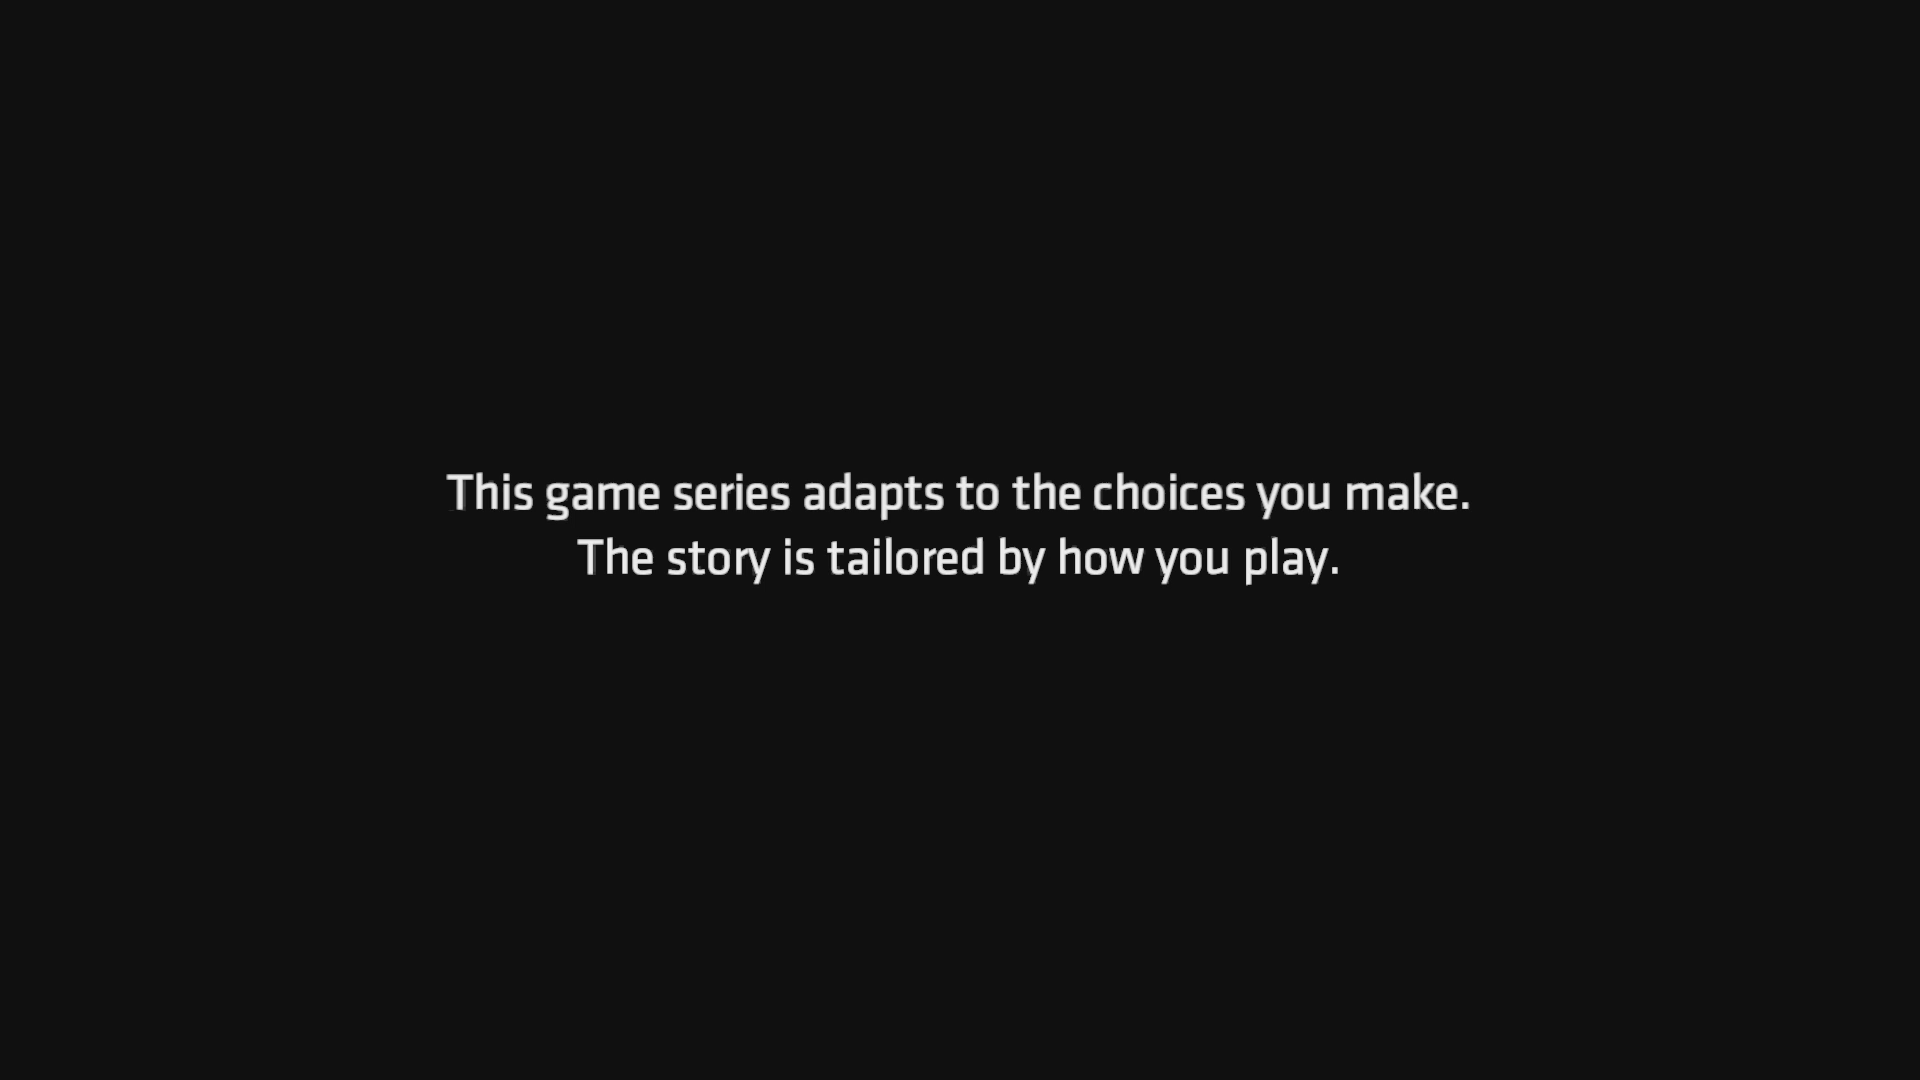 This game series adapts to the choices you make.
The story is tailored by how you play.